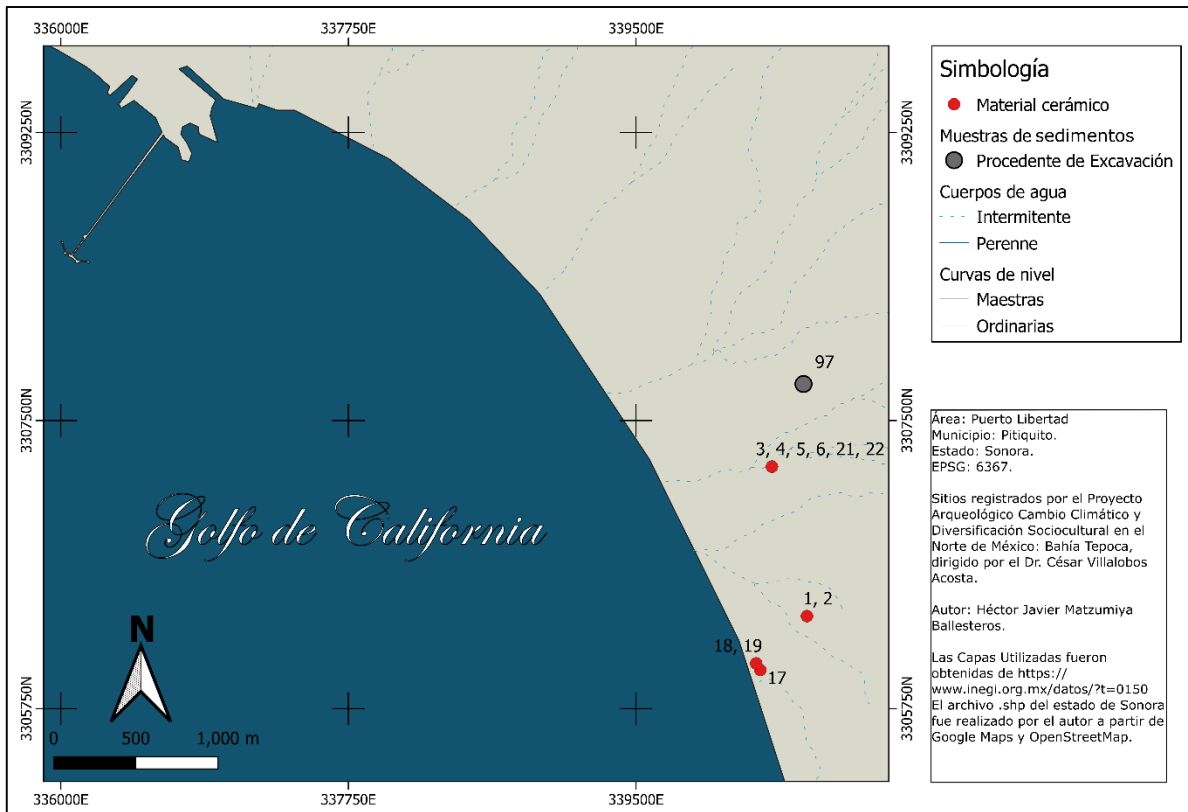 336000E
337750E
339500E
3309250N
3309250N
3307500N
3307500N
3305750N
3305750N
97
3, 4, 5, 6, 21, 22
1, 2
18, 19
17
Golfo de California
N
0 500 1,000 m
336000E
337750E
339500E
Simbología
Material cerámico
Muestras de sedimentos
Procedente de Excavación
Cuerpos de agua
Intermitente
Perenne
Curvas de nivel
Maestras
Ordinarias
Área: Puerto Libertad
Municipio: Pitiquito.
Estado: Sonora.
EPSG: 6367.
Sitios registrados por el Proyecto
Arqueológico Cambio Climático y
Diversificación Sociocultural en el
Norte de México: Bahía Tepoca,
dirigido por el Dr. César Villalobos
Acosta.
Autor: Héctor Javier Matzumiya
Ballesteros.
Las Capas Utilizadas fueron
obtenidas de https://
www.inegi.org.mx/datos/?t=0150
El archivo .shp del estado de Sonora
fue realizado por el autor a partir de
Google Maps y OpenStreetMap.